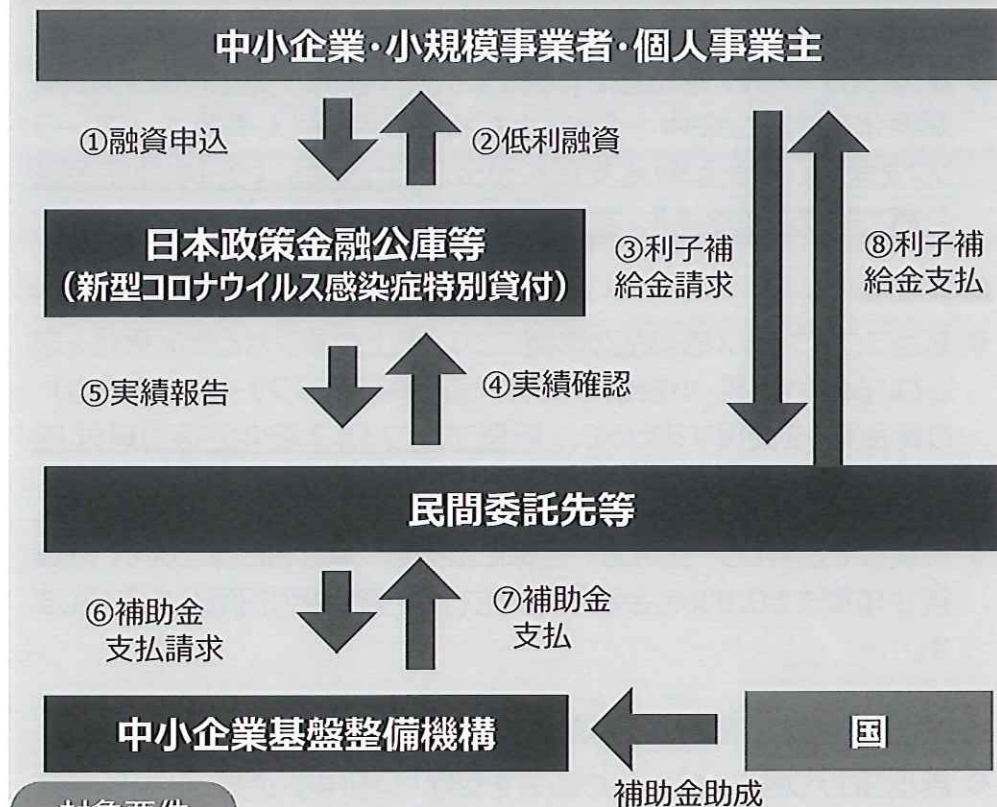 中小企業・小規模事業者・個人事業主
①融資申込
②低利融資
日本政策金融公庫等
(新型コロナウイルス感染症特別貸付)
③利子補
給金請求
⑧利子補
給金支払
⑤実績報告
④実績確認
民間委託先等
⑥補助金
支払請求
⑦補助金
支払
中小企業基盤整備機構
国
補助金助成
対象要件